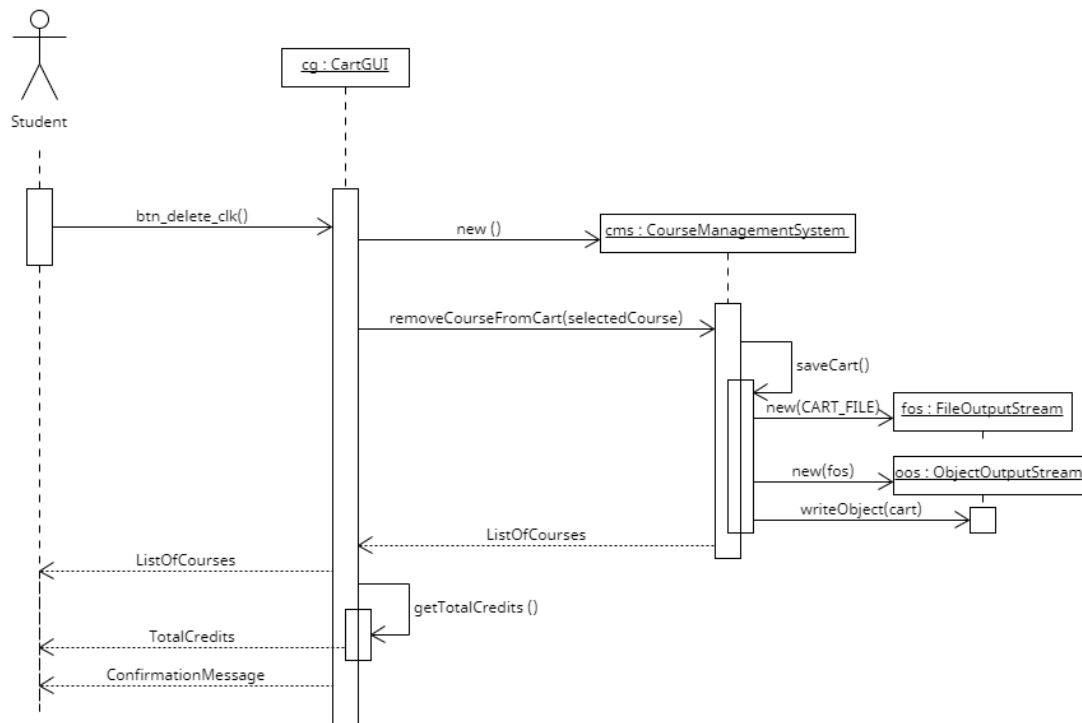 cg : CartGUI
Student
btn_delete_clk()
new ()
cms : CourseManagementSystem
removeCourseFromCart(selectedCourse)
saveCart()
new(CART_FILE)
fos : FileOutputStream
new(fos)
oos : ObjectOutputStream
writeObject(cart)
ListOfCourses
ListOfCourses
getTotalCredits ()
TotalCredits
ConfirmationMessage